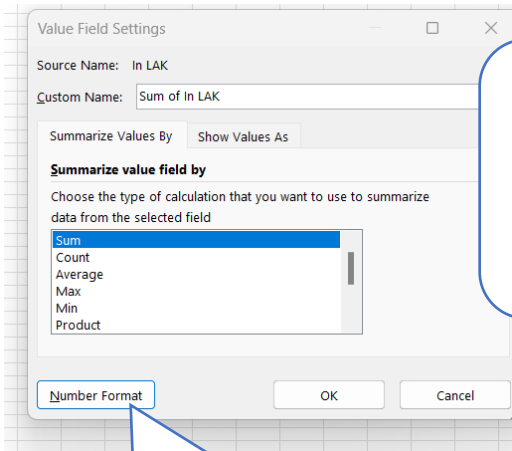 Value Field Settings
Source Name: In LAK
Custom Name: Sum of In LAK
Summarize Values By Show Values As
Summarize value field by
Choose the type of calculation that you want to use to summarize
data from the selected field
Sum
Count
Average
Max
Min
Product
Number Format OK Cancel